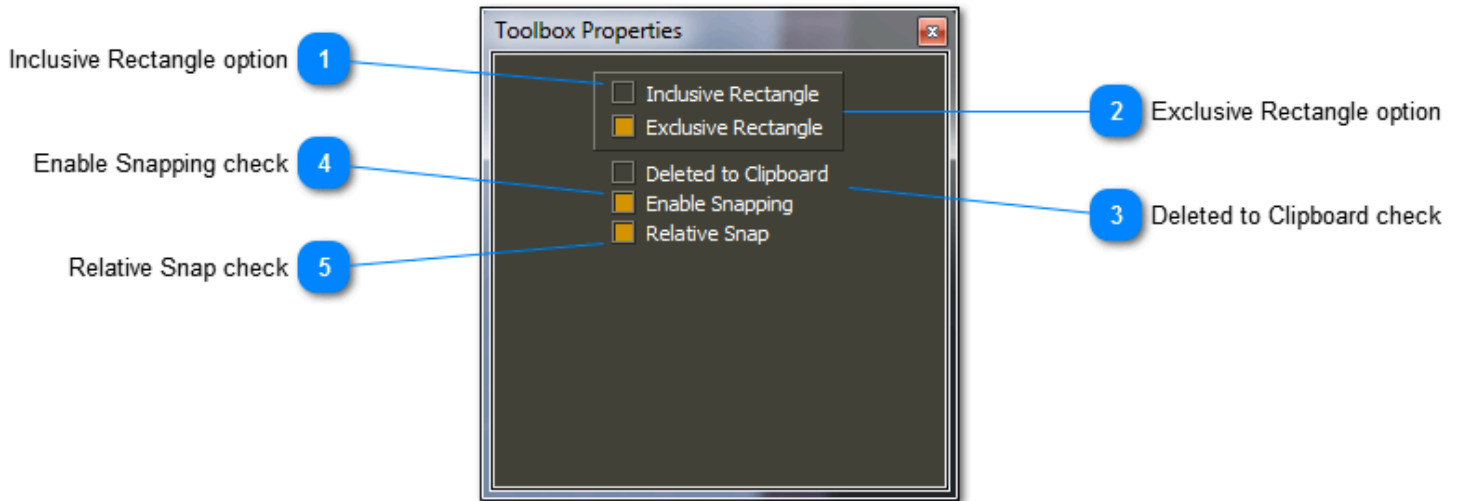 Toolbox Properties
Inclusive Rectangle option 1
Inclusive Rectangle
2 Exclusive Rectangle option
Exclusive Rectangle
Enable Snapping check 4
Deleted to Clipboard
Enable Snapping
3 Deleted to Clipboard check
Relative Snap
Relative Snap check 5